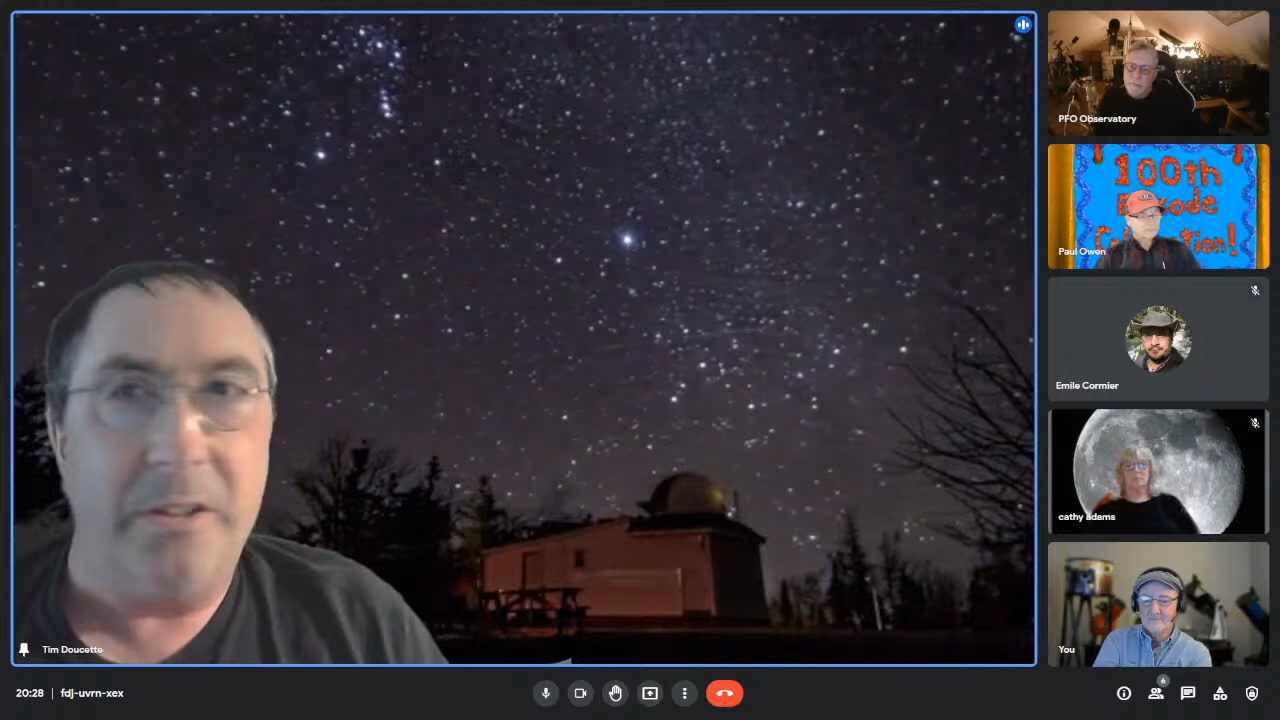 PFO Observatory
100th
Episode
Celebration!
Paul Owen
Emile Cormier
cathy adams
You
Tim Doucette
20:28 | fdj-uvrn-xex
6